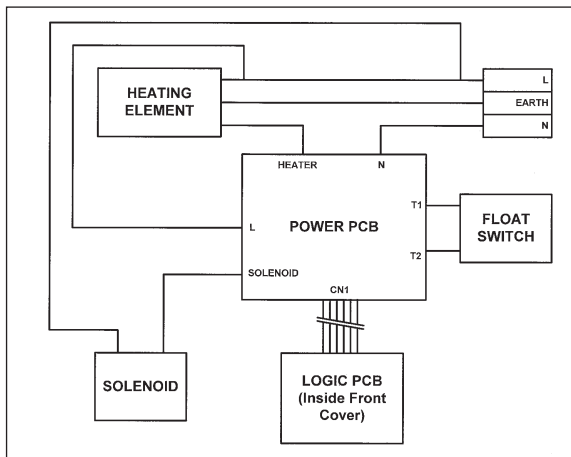 HEATING
ELEMENT
L
EARTH
N
HEATER
N
L
POWER PCB
T1
T2
FLOAT
SWITCH
SOLENOID
CN1
SOLENOID
LOGIC PCB
(Inside Front
Cover)